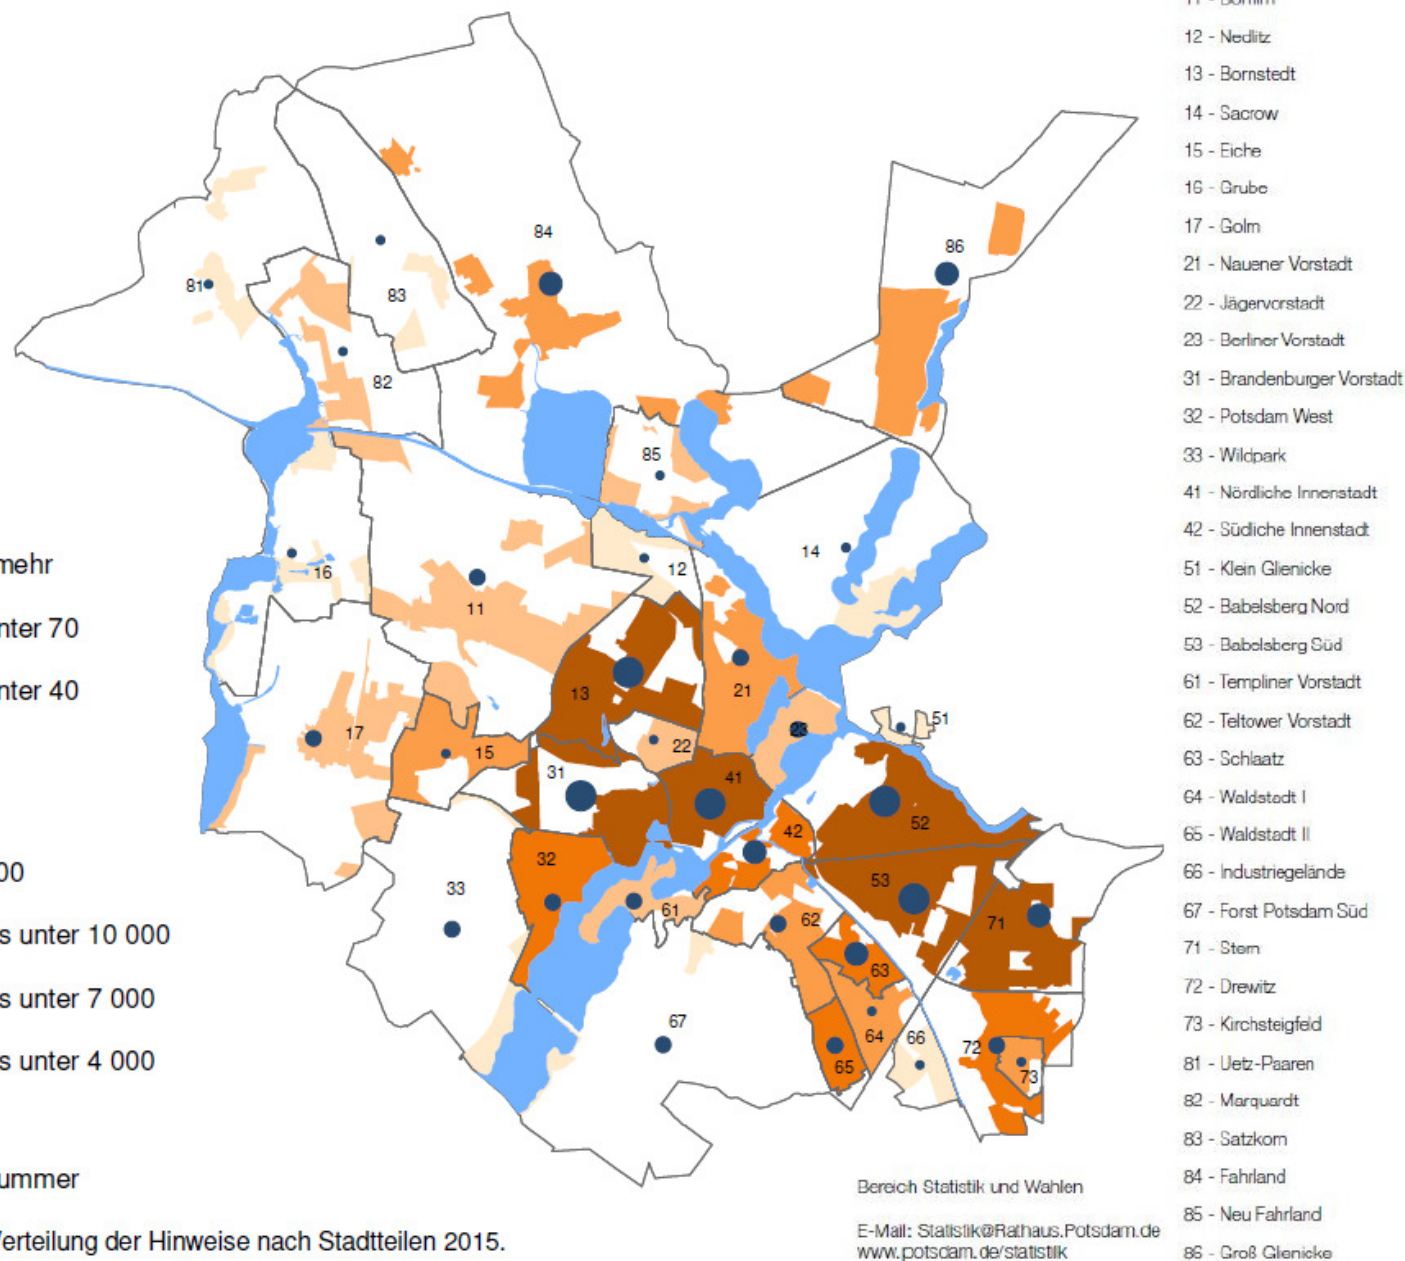 12 - Nedlitz
13 - Bornstedt
14 - Sacrow
15 - Eiche
16 - Grube
17 - Golm
21 - Nauener Vorstadt
22 - Jägervorstadt
23 - Berliner Vorstadt
31 - Brandenburger Vorstadt
32 - Potsdam West
33 - Wildpark
41 - Nördliche Innenstadt
42 - Südliche Innenstadt
51 - Klein Glienicke
52 - Babelsberg Nord
53 - Babelsberg Süd
61 - Templiner Vorstadt
62 - Teltower Vorstadt
63 - Schlaatz
64 - Waldstadt I
65 - Waldstadt II
66 - Industriegelände
67 - Forst Potsdam Süd
71 - Stern
72 - Drewitz
73 - Kirchsteigfeld
81 - Uetz-Paaren
82 - Marquardt
83 - Satzkorn
84 - Fahrland
85 - Neu Fahrland
86 - Groß Glienicke
84
86
81
83
82
85
14
16
12
11
13
21
17
15
22
23
51
31
41
42
52
32
53
33
61
62
71
63
67
64
66
72
65
73
mehr
nter 70
nter 40
00
s unter 10 000
s unter 7 000
s unter 4 000
ummer
erteilung der Hinweise nach Stadtteilen 2015.
Bereich Statistik und Wahlen
E-Mail: Statistik@Rathaus.Potsdam.de
www.potsdam.de/statistik